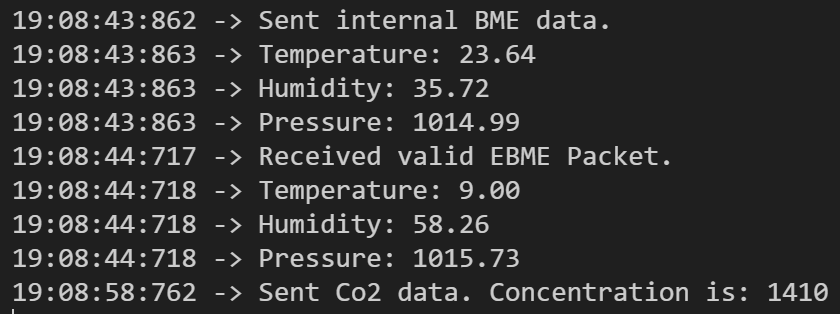 19:08:43:862 -> Sent internal BME data.
19:08:43:863 -> Temperature: 23.64
19:08:43:863 -> Humidity: 35.72
19:08:43:863 -> Pressure: 1014.99
19:08:44:717 -> Received valid EBME Packet.
19:08:44:718 -> Temperature: 9.00
19:08:44:718 -> Humidity: 58.26
19:08:44:718 -> Pressure: 1015.73
19:08:58:762 -> Sent Co2 data. Concentration is: 1410